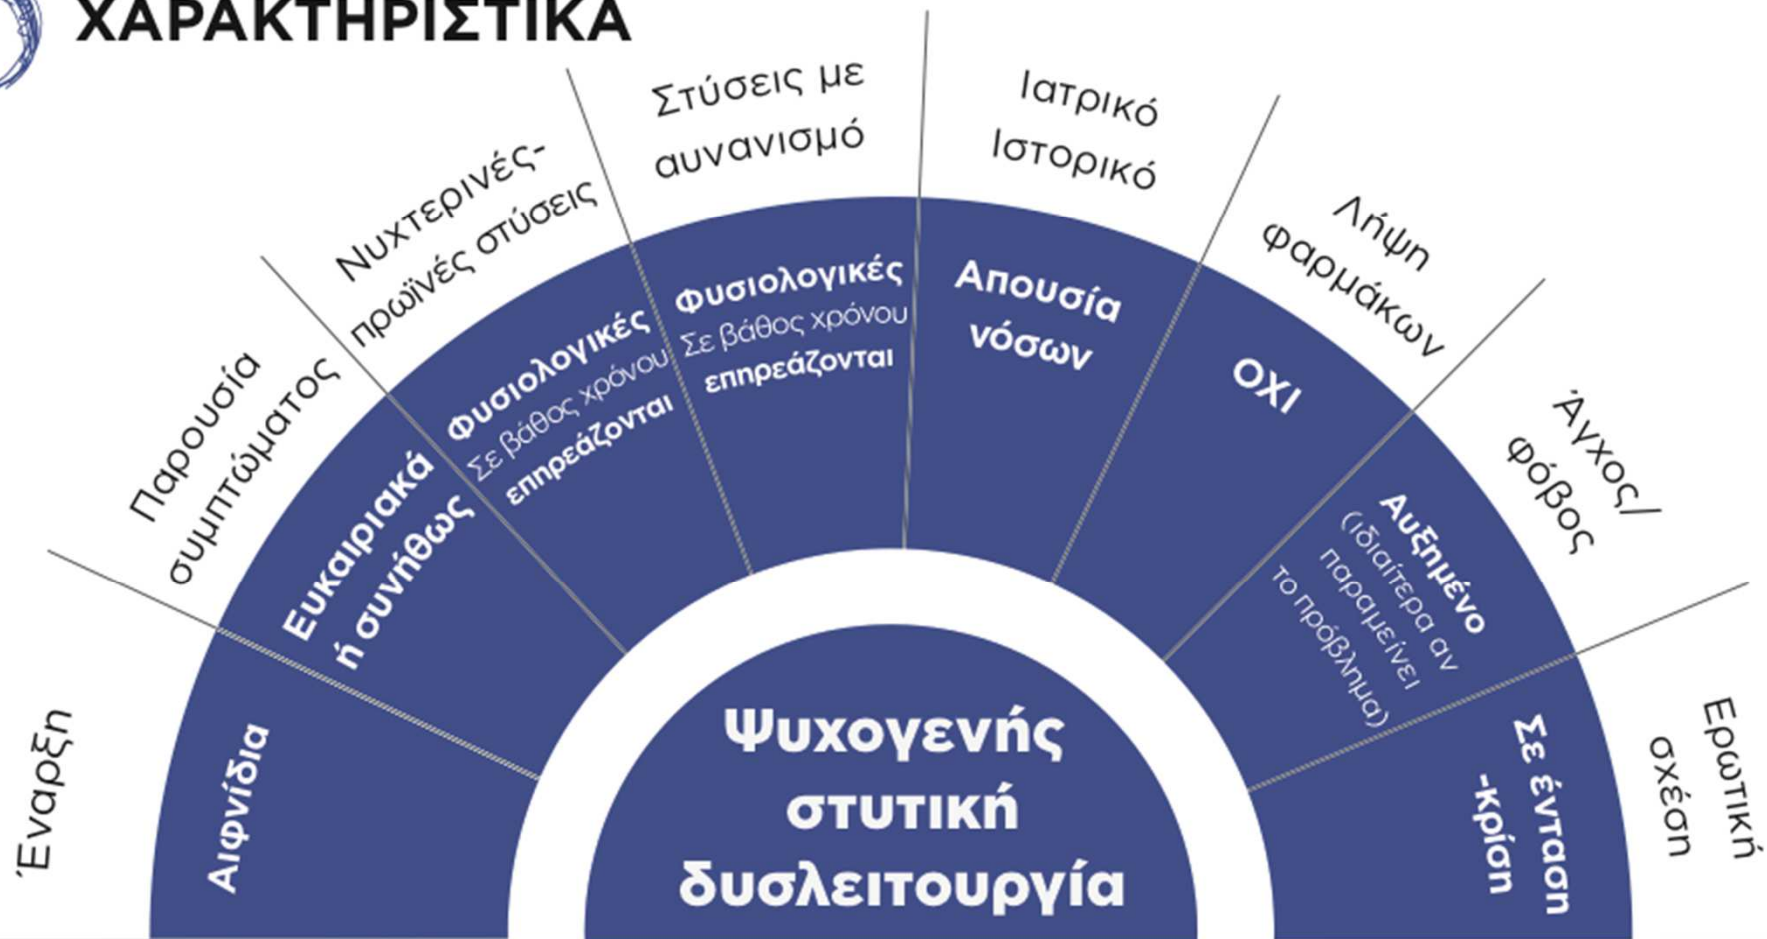 ΧΑΡΑΚΤΗΡΙΣΤΙΚΑ
Έναρξη
Αιφνίδια
Παρουσία
συμπτώματος
Ευκαιριακά
ή συνήθως
Νυχτερινές-
πρωϊνές στύσεις
Φυσιολογικές
Σε βάθος χρόνου
επηρεάζονται
Στύσεις με
αυνανισμό
Φυσιολογικές
Σε βάθος χρόνου
επηρεάζονται
Ιατρικό
Ιστορικό
Απουσία
νόσων
Λήψη
φαρμάκων
ΟΧΙ
Άγχος/
φόβος
Αυξημένο
(ιδιαίτερα αν
παραμείνει
το πρόβλημα)
Ερωτική
σχέση
Σε ένταση
-κρίση
Ψυχογενής
στυτική
δυσλειτουργία